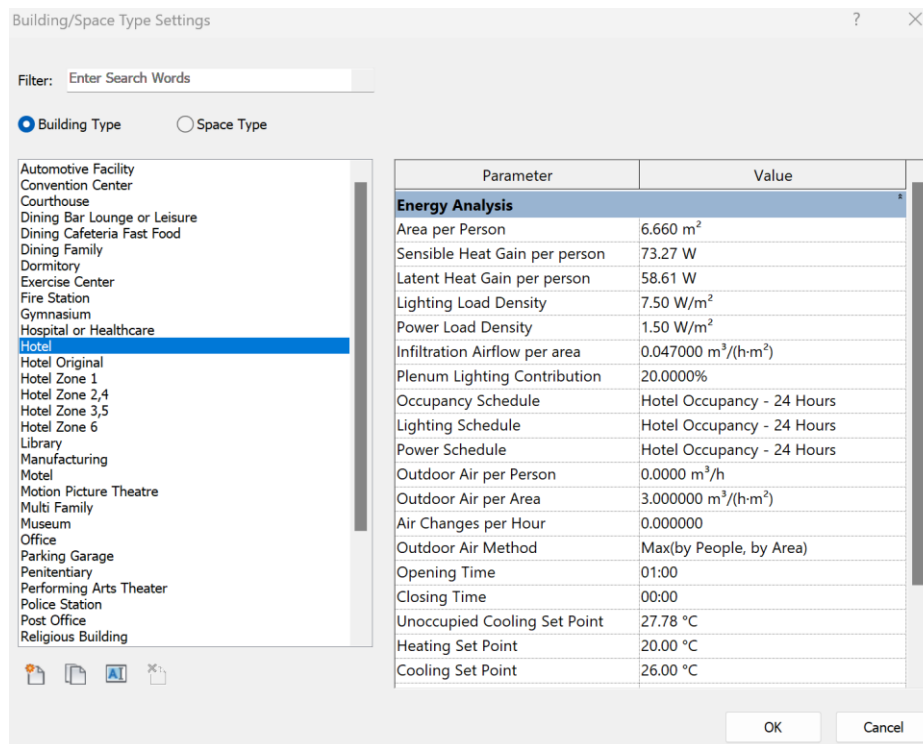 Building/Space Type Settings
? ×
Filter: Enter Search Words
Building Type Space Type
Automotive Facility
Convention Center
Courthouse
Dining Bar Lounge or Leisure
Dining Cafeteria Fast Food
Dining Family
Dormitory
Exercise Center
Fire Station
Gymnasium
Hospital or Healthcare
Hotel
Hotel Original
Hotel Zone 1
Hotel Zone 2,4
Hotel Zone 3,5
Hotel Zone 6
Library
Manufacturing
Motel
Motion Picture Theatre
Multi Family
Museum
Office
Parking Garage
Penitentiary
Performing Arts Theater
Police Station
Post Office
Religious Building
Parameter Value
Energy Analysis
Area per Person 6.660 m²
Sensible Heat Gain per person 73.27 W
Latent Heat Gain per person 58.61 W
Lighting Load Density 7.50 W/m²
Power Load Density 1.50 W/m²
Infiltration Airflow per area 0.047000 m³/(h·m²)
Plenum Lighting Contribution 20.0000%
Occupancy Schedule Hotel Occupancy - 24 Hours
Lighting Schedule Hotel Occupancy - 24 Hours
Power Schedule Hotel Occupancy - 24 Hours
Outdoor Air per Person 0.0000 m³/h
Outdoor Air per Area 3.000000 m³/(h·m²)
Air Changes per Hour 0.000000
Outdoor Air Method Max(by People, by Area)
Opening Time 01:00
Closing Time 00:00
Unoccupied Cooling Set Point 27.78 °C
Heating Set Point 20.00 °C
Cooling Set Point 26.00 °C
AI
OK Cancel